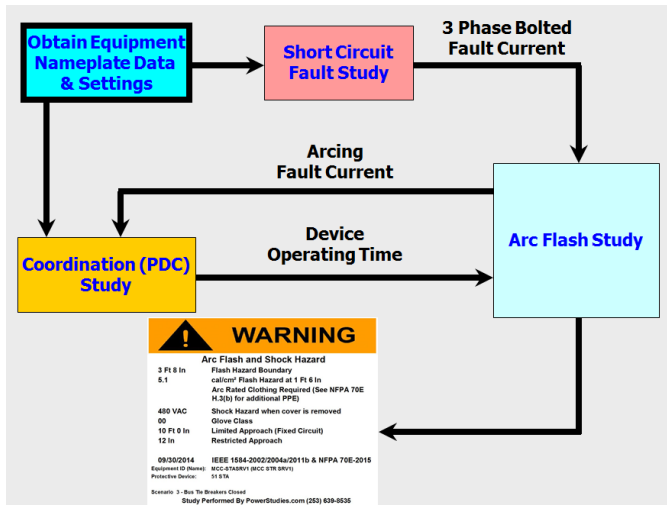 Obtain Equipment
Nameplate Data
& Settings
Short Circuit
Fault Study
3 Phase Bolted
Fault Current
Arcing
Fault Current
Arc Flash Study
Coordination (PDC)
Study
Device
Operating Time
WARNING
Arc Flash and Shock Hazard
3 Ft 8 In Flash Hazard Boundary
5.1 cal/cm² Flash Hazard at 1 Ft 6 In
Arc Rated Clothing Required (See NFPA 70E
H.3(b) for additional PPE)
480 VAC Shock Hazard when cover is removed
00 Glove Class
10 Ft 0 In Limited Approach (Fixed Circuit)
12 In Restricted Approach
09/30/2014 IEEE 1584-2002/2004a/2011b & NFPA 70E-2015
Equipment ID (Name): MCC-STASRV1 (MCC STR SRV1)
Protective Device: 51 STA
Scenario 3 - Bus Tie Breakers Closed
Study Performed By PowerStudies.com (253) 639-8535